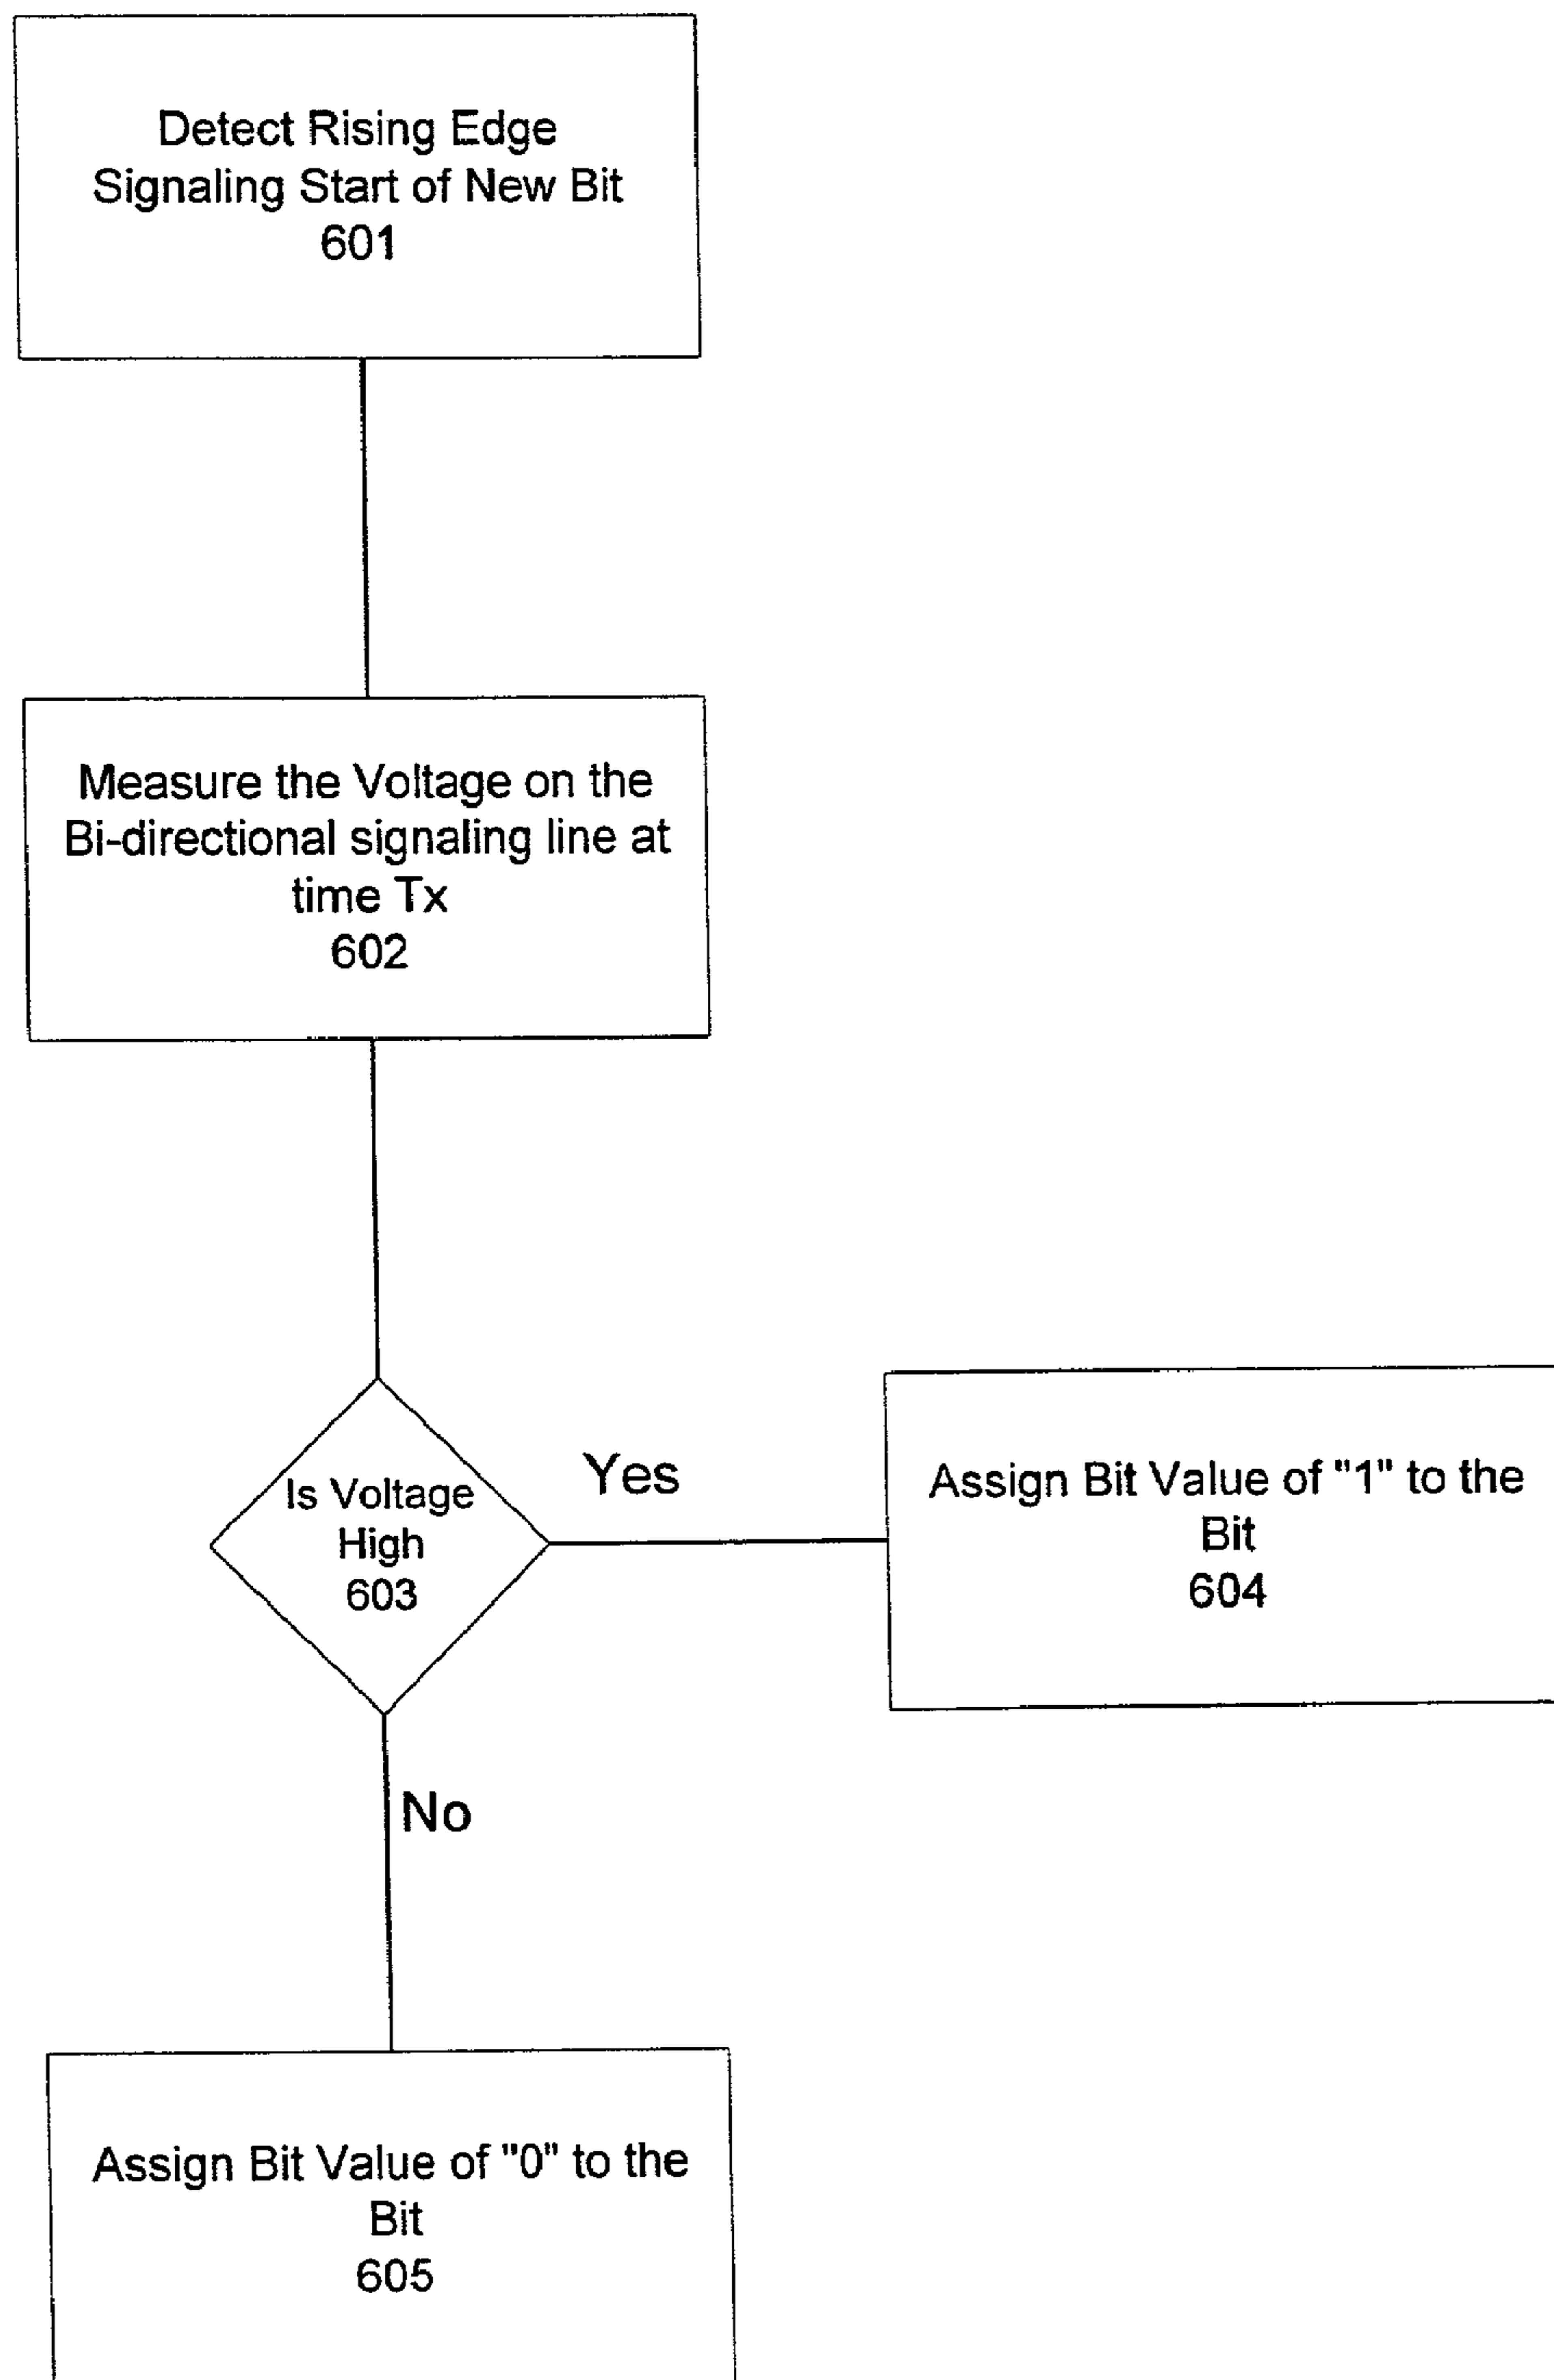 Detect Rising Edge
Signaling Start of New Bit
601
Measure the Voltage on the
Bi-directional signaling line at
time Tx
602
Is Voltage
High
603
Yes
Assign Bit Value of "1" to the
Bit
604
No
Assign Bit Value of "0" to the
Bit
605